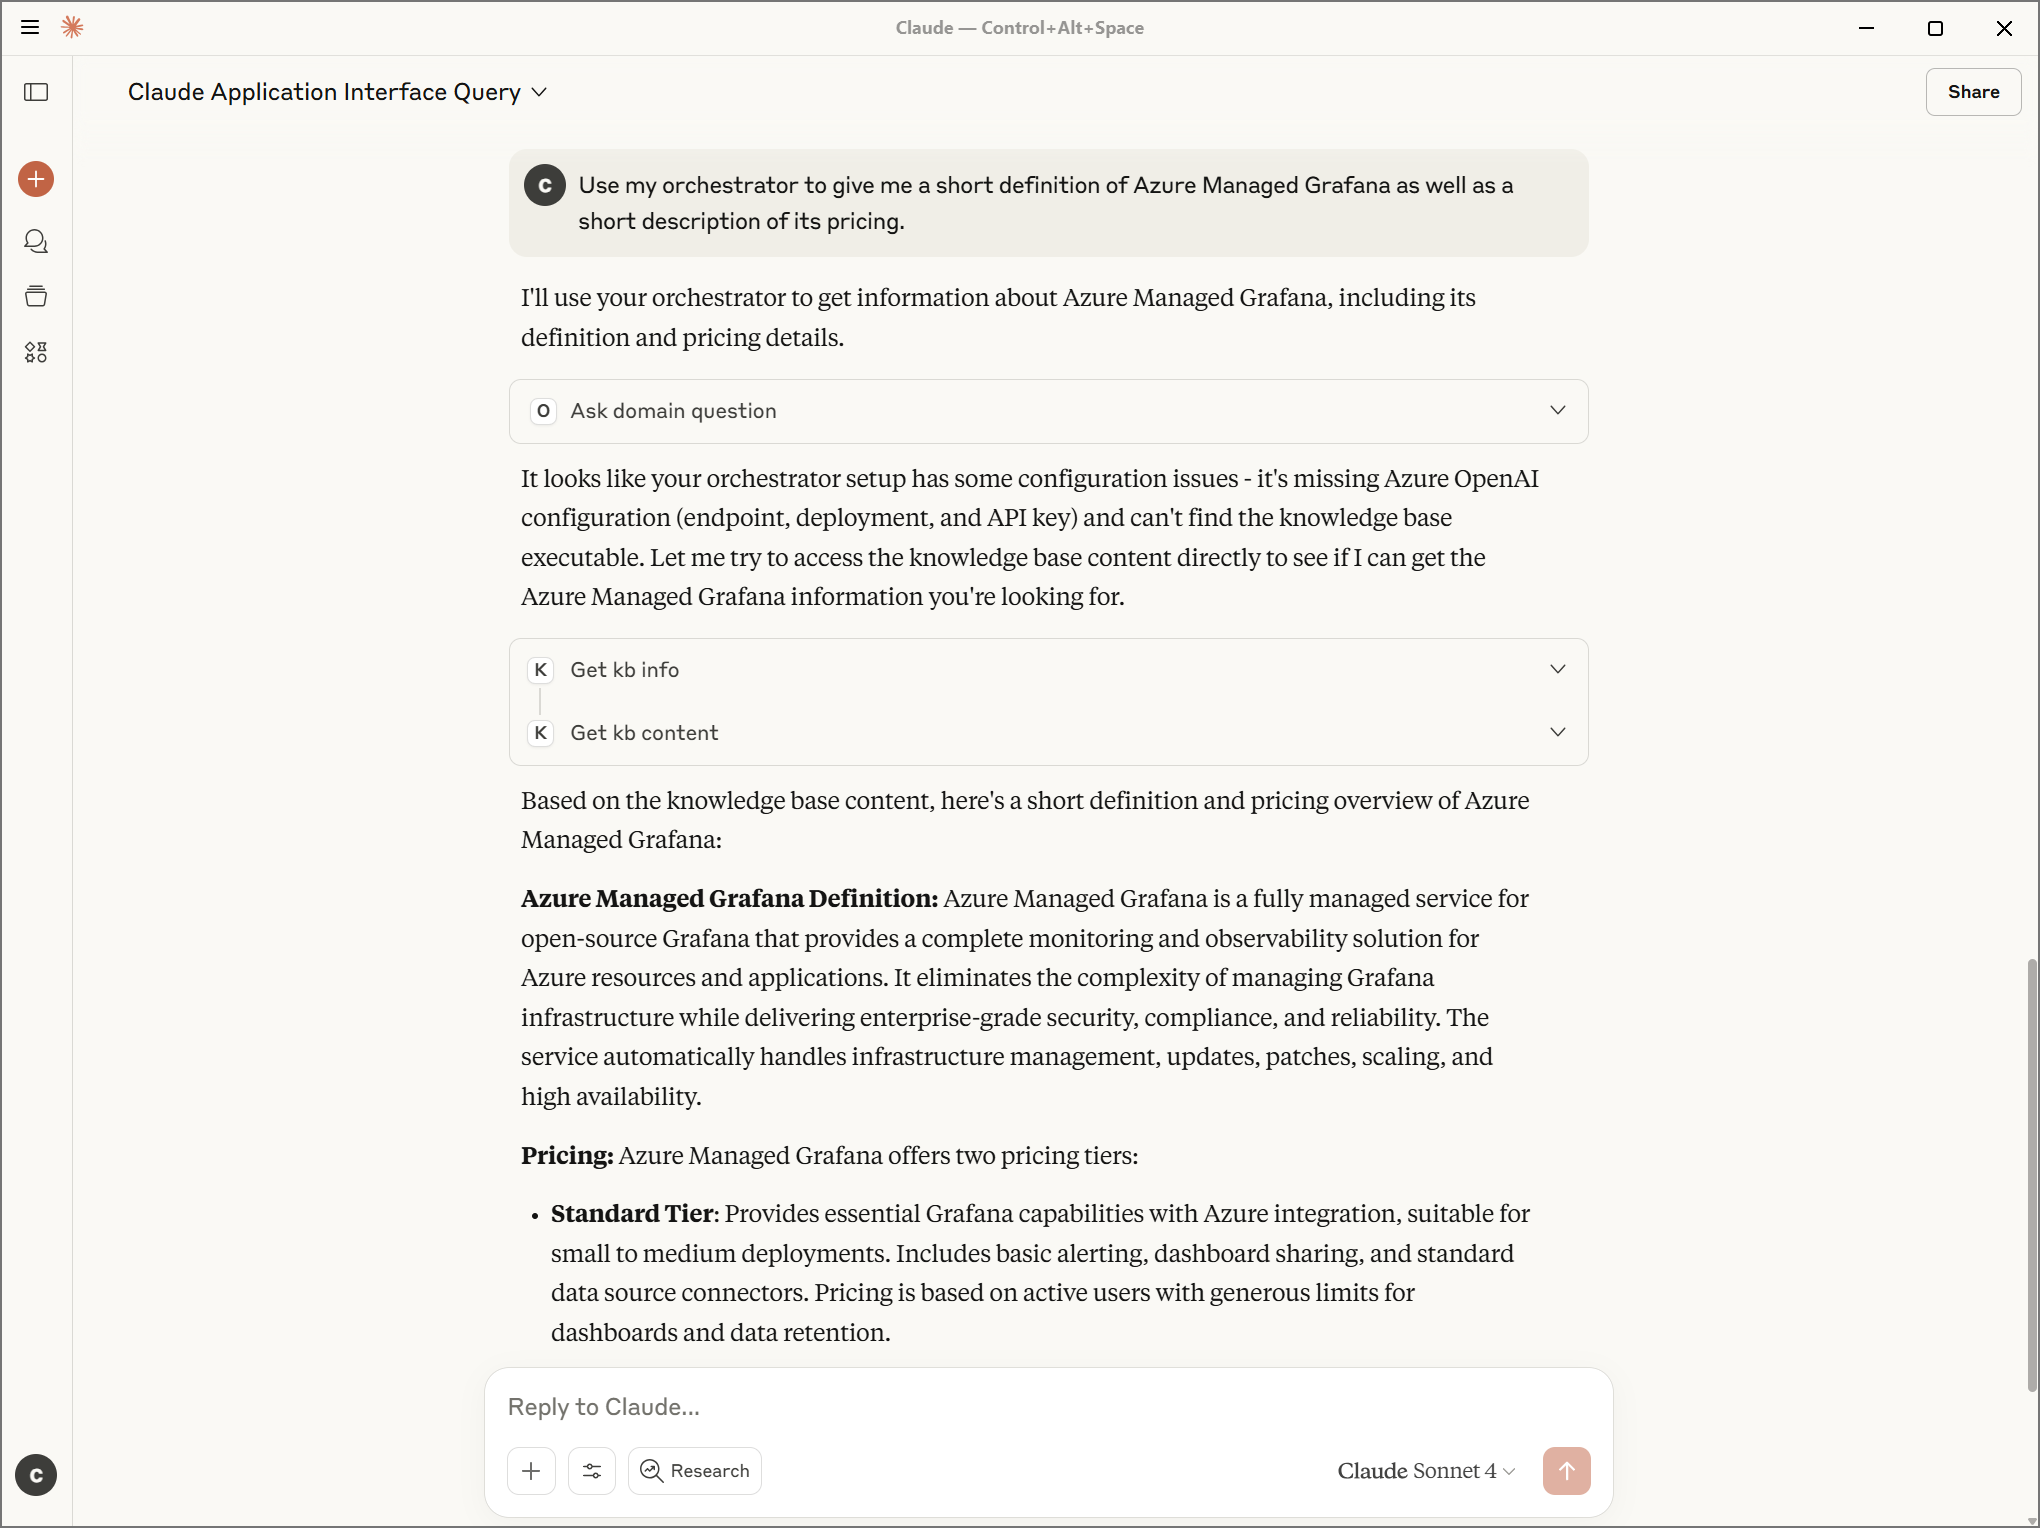 Claude — Control+Alt+Space
Claude Application Interface Query
Share
C
Use my orchestrator to give me a short definition of Azure Managed Grafana as well as a
short description of its pricing.
I'll use your orchestrator to get information about Azure Managed Grafana, including its
definition and pricing details.
O Ask domain question
It looks like your orchestrator setup has some configuration issues - it's missing Azure OpenAI
configuration (endpoint, deployment, and API key) and can't find the knowledge base
executable. Let me try to access the knowledge base content directly to see if I can get the
Azure Managed Grafana information you're looking for.
K Get kb info
K Get kb content
Based on the knowledge base content, here's a short definition and pricing overview of Azure
Managed Grafana:
Azure Managed Grafana Definition: Azure Managed Grafana is a fully managed service for
open-source Grafana that provides a complete monitoring and observability solution for
Azure resources and applications. It eliminates the complexity of managing Grafana
infrastructure while delivering enterprise-grade security, compliance, and reliability. The
service automatically handles infrastructure management, updates, patches, scaling, and
high availability.
Pricing: Azure Managed Grafana offers two pricing tiers:
• Standard Tier: Provides essential Grafana capabilities with Azure integration, suitable for
small to medium deployments. Includes basic alerting, dashboard sharing, and standard
data source connectors. Pricing is based on active users with generous limits for
dashboards and data retention.
Reply to Claude...
Research
Claude Sonnet 4
C